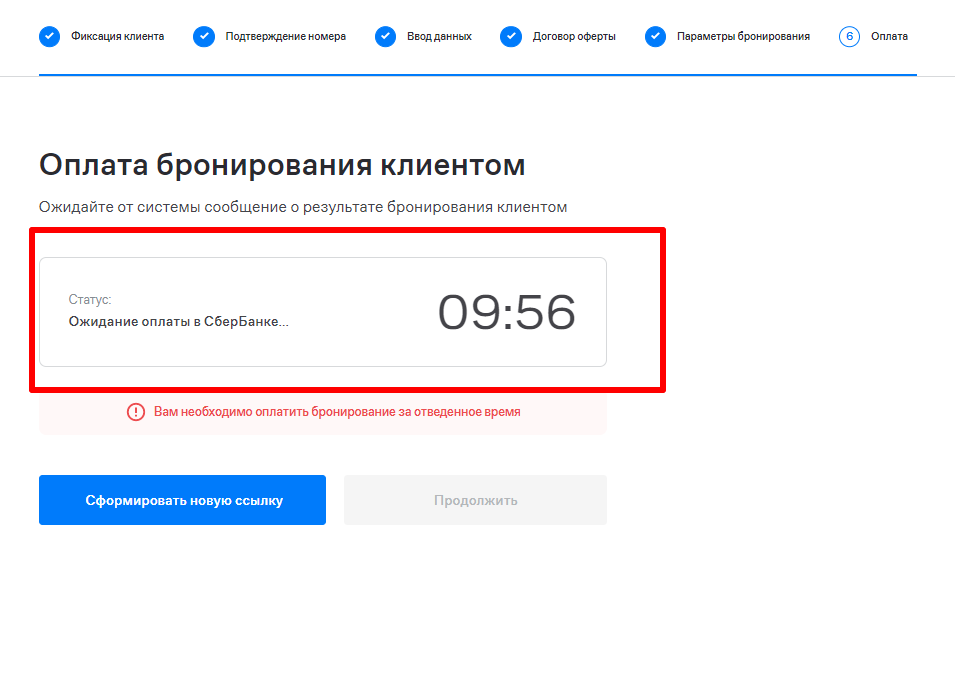 Фиксация клиента
Подтверждение номера
Ввод данных
Договор оферты
Параметры бронирования
6 Оплата
Оплата бронирования клиентом
Ожидайте от системы сообщение о результате бронирования клиентом
Статус:
Ожидание оплаты в СберБанке...
09:56
Вам необходимо оплатить бронирование за отведенное время
Сформировать новую ссылку
Продолжить